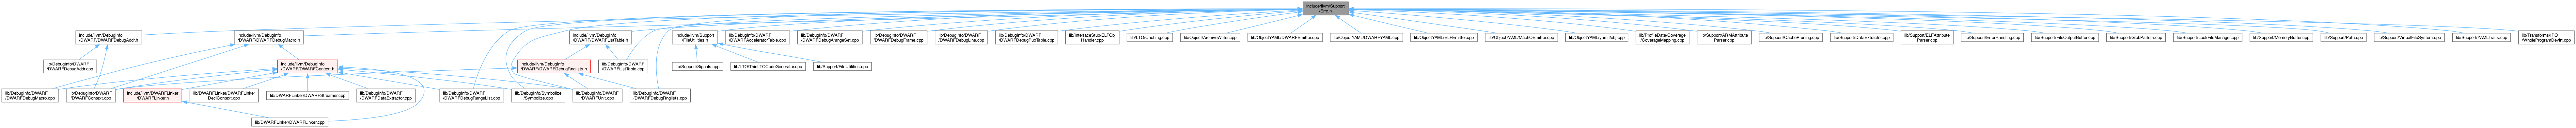 include/llvm/Support
/Errc.h
include/llvm/DebugInfo
/DWARF/DWARFDebugAddr.h
include/llvm/DebugInfo
/DWARF/DWARFDebugMacro.h
include/llvm/DebugInfo
/DWARF/DWARFListTable.h
include/llvm/Support
/FileUtilities.h
lib/DebugInfo/DWARF
/DWARFAcceleratorTable.cpp
lib/DebugInfo/DWARF
/DWARFDebugArangeSet.cpp
lib/DebugInfo/DWARF
/DWARFDebugFrame.cpp
lib/DebugInfo/DWARF
/DWARFDebugLine.cpp
lib/DebugInfo/DWARF
/DWARFDebugPubTable.cpp
lib/InterfaceStub/ELFObj
Handler.cpp
lib/LTO/Caching.cpp
lib/Object/ArchiveWriter.cpp
lib/ObjectYAML/DWARFEmitter.cpp
lib/ObjectYAML/DWARFYAML.cpp
lib/ObjectYAML/ELFEmitter.cpp
lib/ObjectYAML/MachOEmitter.cpp
lib/ObjectYAML/yaml2obj.cpp
lib/ProfileData/Coverage
/CoverageMapping.cpp
lib/Support/ARMAttribute
Parser.cpp
lib/Support/CachePruning.cpp
lib/Support/DataExtractor.cpp
lib/Support/ELFAttribute
Parser.cpp
lib/Support/ErrorHandling.cpp
lib/Support/FileOutputBuffer.cpp
lib/Support/GlobPattern.cpp
lib/Support/LockFileManager.cpp
lib/Support/MemoryBuffer.cpp
lib/Support/Path.cpp
lib/Support/VirtualFileSystem.cpp
lib/Support/YAMLTraits.cpp
lib/Transforms/IPO
/WholeProgramDevirt.cpp
lib/DebugInfo/DWARF
/DWARFDebugAddr.cpp
include/llvm/DebugInfo
/DWARF/DWARFContext.h
include/llvm/DebugInfo
/DWARF/DWARFDebugRnglists.h
lib/DebugInfo/DWARF
/DWARFListTable.cpp
lib/Support/Signals.cpp
lib/LTO/ThinLTOCodeGenerator.cpp
lib/Support/FileUtilities.cpp
lib/DebugInfo/DWARF
/DWARFDebugMacro.cpp
lib/DebugInfo/DWARF
/DWARFContext.cpp
include/llvm/DWARFLinker
/DWARFLinker.h
lib/DWARFLinker/DWARFLinker
DeclContext.cpp
lib/DWARFLinker/DWARFStreamer.cpp
lib/DebugInfo/DWARF
/DWARFDataExtractor.cpp
lib/DebugInfo/DWARF
/DWARFDebugRangeList.cpp
lib/DebugInfo/Symbolize
/Symbolize.cpp
lib/DebugInfo/DWARF
/DWARFUnit.cpp
lib/DebugInfo/DWARF
/DWARFDebugRnglists.cpp
lib/DWARFLinker/DWARFLinker.cpp